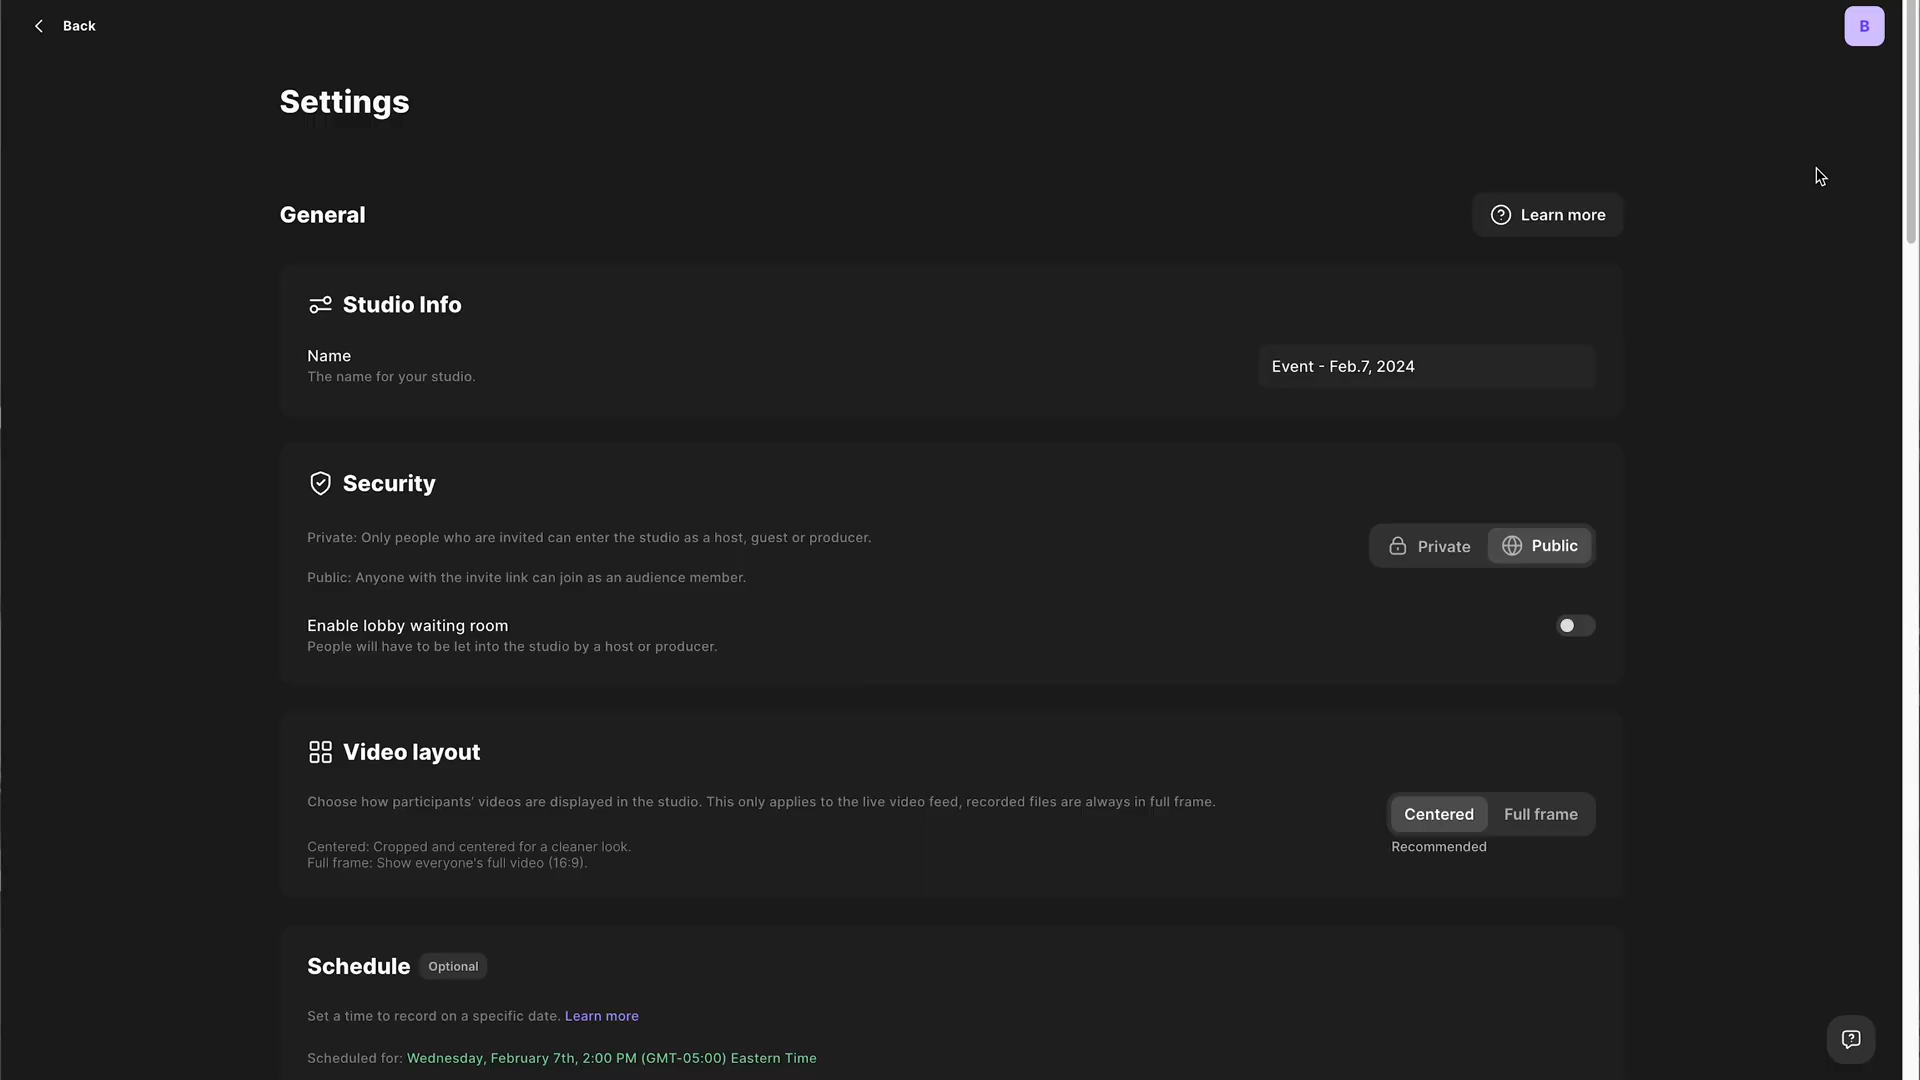 Back
B
Settings
General
Learn more
Studio Info
Name
The name for your studio.
Event - Feb.7, 2024
Security
Private: Only people who are invited can enter the studio as a host, guest or producer.
Private
Public
Public: Anyone with the invite link can join as an audience member.
Enable lobby waiting room
People will have to be let into the studio by a host or producer.
Video layout
Choose how participants' videos are displayed in the studio. This only applies to the live video feed, recorded files are always in full frame.
Centered
Full frame
Recommended
Centered: Cropped and centered for a cleaner look.
Full frame: Show everyone's full video (16:9).
Schedule
Optional
Set a time to record on a specific date. Learn more
Scheduled for: Wednesday, February 7th, 2:00 PM (GMT-05:00) Eastern Time